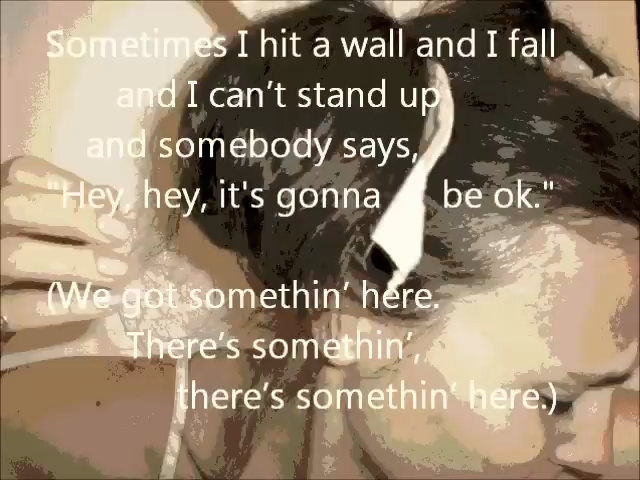 Sometimes I hit a wall and I fall
and I can’t stand up
and somebody says,
"Hey, hey, it's gonna be ok."
(We got somethin’ here.
There’s somethin’,
there’s somethin’ here.)